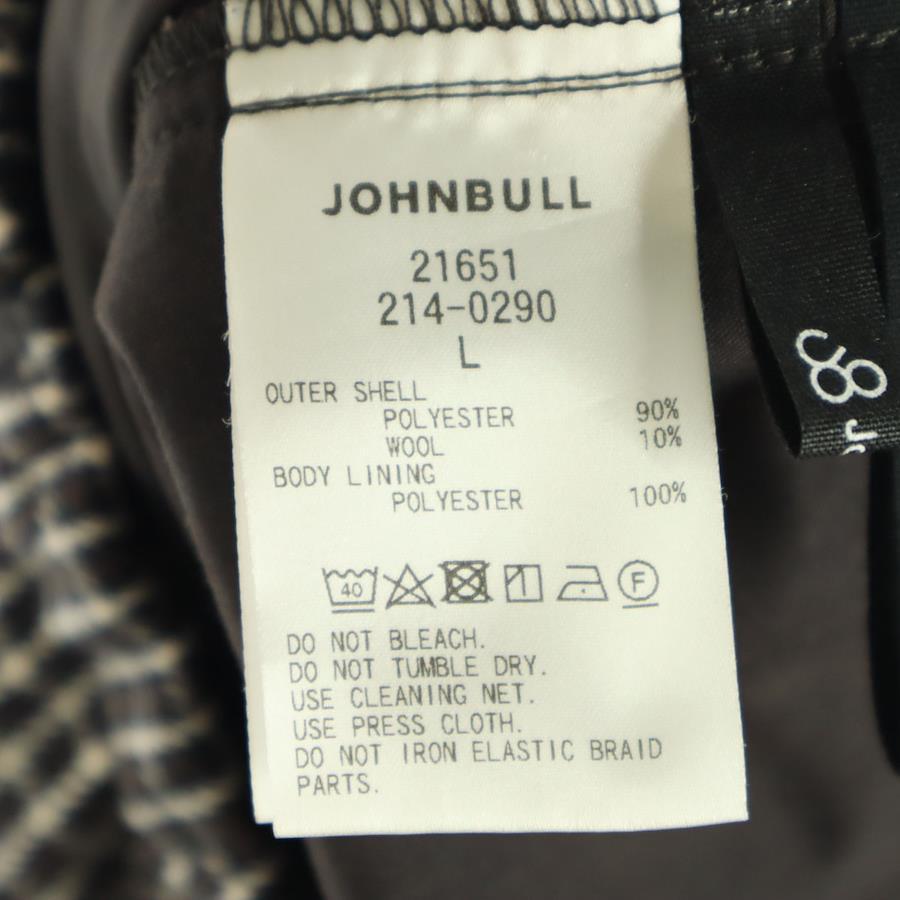 JOHNBULL
21651
214-0290
L
OUTER SHELL
POLYESTER 90%
WOOL 10%
BODY LINING
POLYESTER 100%
40 F
DO NOT BLEACH.
DO NOT TUMBLE DRY.
USE CLEANING NET.
USE PRESS CLOTH.
DO NOT IRON ELASTIC BRAID
PARTS.